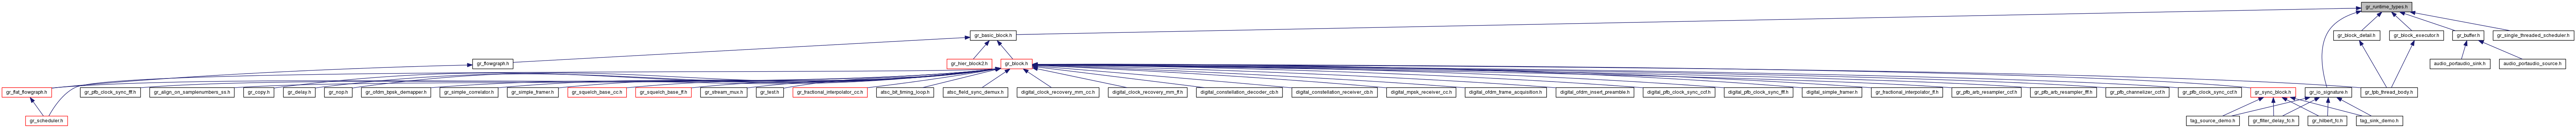 gr_runtime_types.h
gr_basic_block.h
gr_block_detail.h
gr_block_executor.h
gr_buffer.h
gr_single_threaded_scheduler.h
gr_flowgraph.h
gr_hier_block2.h
gr_block.h
audio_portaudio_sink.h
audio_portaudio_source.h
gr_flat_flowgraph.h
gr_pfb_clock_sync_fff.h
gr_align_on_samplenumbers_ss.h
gr_copy.h
gr_delay.h
gr_nop.h
gr_ofdm_bpsk_demapper.h
gr_simple_correlator.h
gr_simple_framer.h
gr_squelch_base_cc.h
gr_squelch_base_ff.h
gr_stream_mux.h
gr_test.h
gr_fractional_interpolator_cc.h
atsc_bit_timing_loop.h
atsc_field_sync_demux.h
digital_clock_recovery_mm_cc.h
digital_clock_recovery_mm_ff.h
digital_constellation_decoder_cb.h
digital_constellation_receiver_cb.h
digital_mpsk_receiver_cc.h
digital_ofdm_frame_acquisition.h
digital_ofdm_insert_preamble.h
digital_pfb_clock_sync_ccf.h
digital_pfb_clock_sync_fff.h
digital_simple_framer.h
gr_fractional_interpolator_ff.h
gr_pfb_arb_resampler_ccf.h
gr_pfb_arb_resampler_fff.h
gr_pfb_channelizer_ccf.h
gr_pfb_clock_sync_ccf.h
gr_sync_block.h
gr_io_signature.h
gr_tpb_thread_body.h
gr_scheduler.h
tag_source_demo.h
gr_filter_delay_fc.h
gr_hilbert_fc.h
tag_sink_demo.h